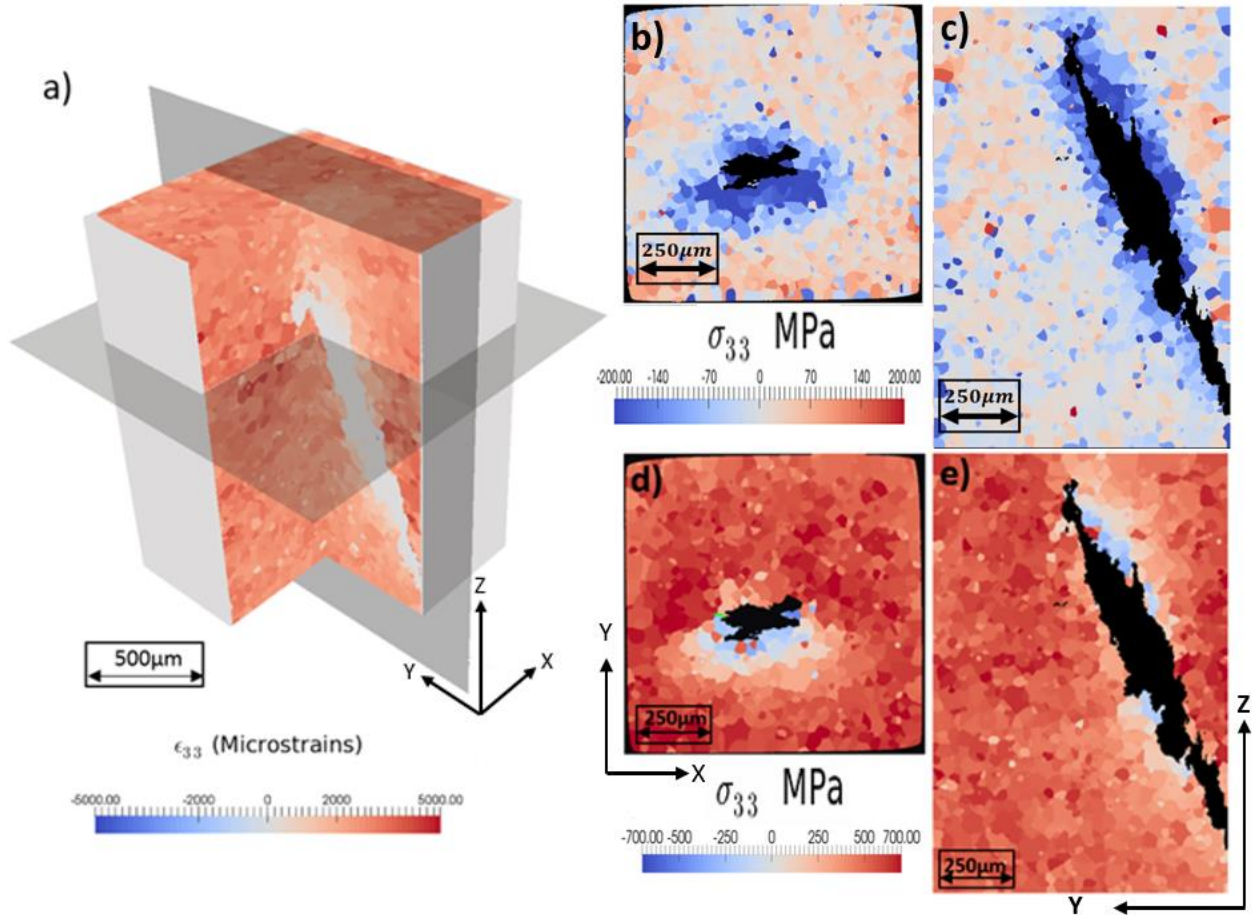 a)
Z
X
Y
500μm
ϵ33 (Microstrains)
-5000.00 -2000 0 2000 5000.00
b)
250μm
c)
250μm
σ33 MPa
-200.00 -140 -70 0 70 140 200.00
d)
250μm
Y
X
e)
250μm
Z
Y
σ33 MPa
-700.00 -500 -250 0 250 500 700.00